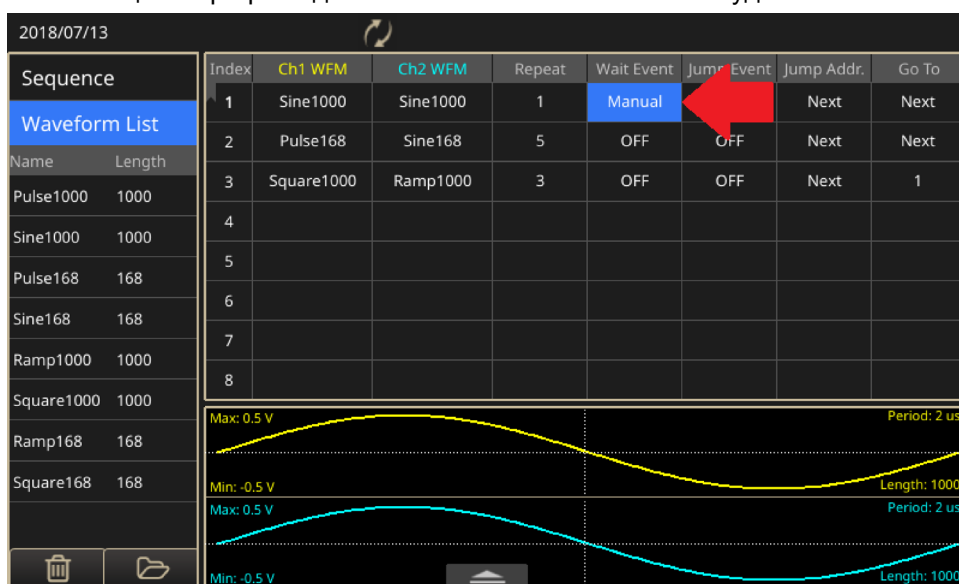 2018/07/13
Sequence
Waveform List
Name Length
Pulse1000 1000
Sine1000 1000
Pulse168 168
Sine168 168
Ramp1000 1000
Square1000 1000
Ramp168 168
Square168 168
Index Ch1 WFM Ch2 WFM Repeat Wait Event Jump Event Jump Addr. Go To
1 Sine1000 Sine1000 1 Manual Next Next
2 Pulse168 Sine168 5 OFF OFF Next Next
3 Square1000 Ramp1000 3 OFF OFF Next 1
4
5
6
7
8
Max: 0.5 V Period: 2 us
Min: -0.5 V Length: 1000
Max: 0.5 V Period: 2 us
Min: -0.5 V Length: 1000